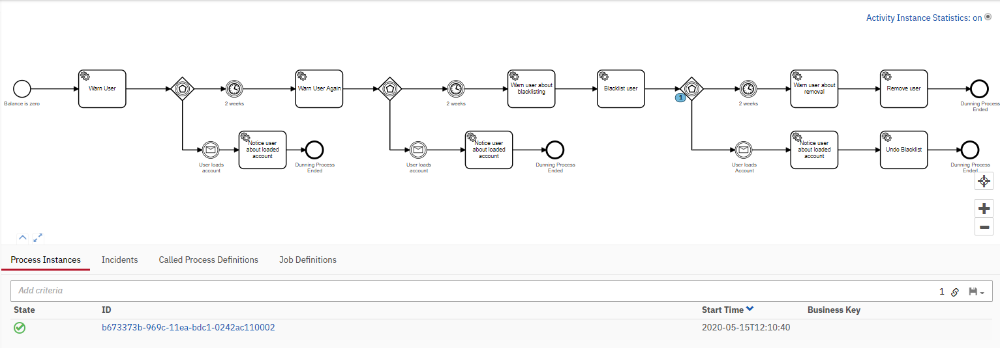 Activity Instance Statistics: on
Balance is zero
Warn User
2 weeks
Warn User Again
2 weeks
Warn user about
blacklisting
Blacklist user
1
2 weeks
Warn user about
removal
Remove user
Dunning Process
Ended
User loads
account
Notice user
about loaded
account
Dunning Process
Ended
User loads
account
Notice user
about loaded
account
Dunning Process
Ended
User loads
Account
Notice user
about loaded
account
Undo Blacklist
Dunning Process
Ended
Process Instances Incidents Called Process Definitions Job Definitions
Add criteria 1
State ID Start Time Business Key
b673373b-969c-11ea-bdc1-0242ac110002 2020-05-15T12:10:40